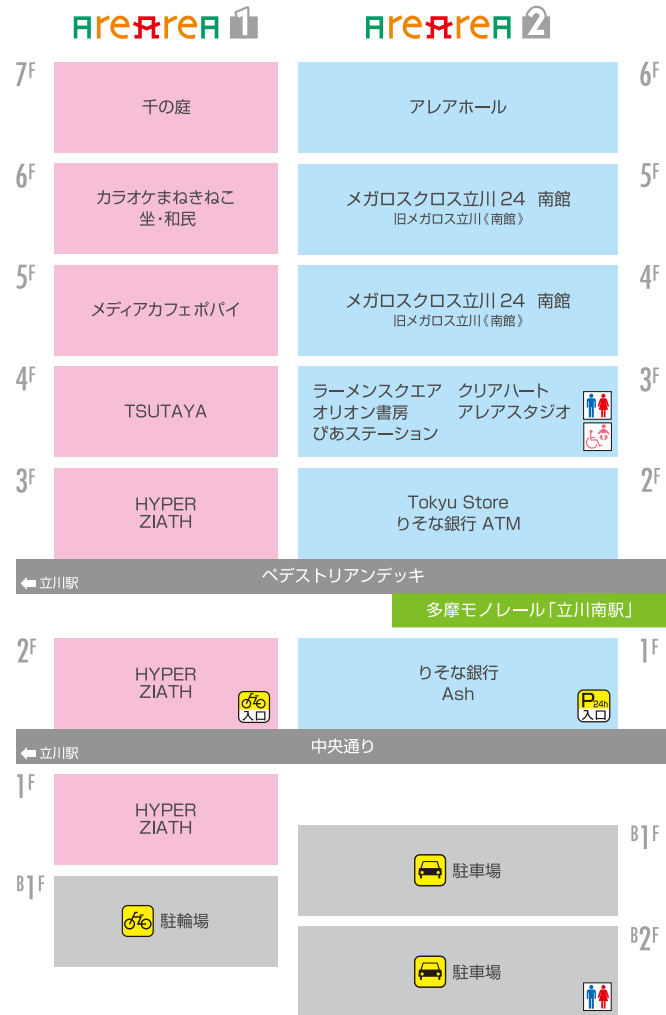 AreAreA 1
AreAreA 2
7F
千の庭
アレアホール
6F
6F
カラオケまねきねこ
坐・和民
メガロスクロス立川24 南館
旧メガロス立川《南館》
5F
5F
メディアカフェポパイ
メガロスクロス立川24 南館
旧メガロス立川《南館》
4F
4F
TSUTAYA
ラーメンスクエア クリアハート
オリオン書房 アレアスタジオ
ぴあステーション
3F
3F
HYPER
ZIATH
Tokyu Store
りそな銀行 ATM
2F
立川駅
ペデストリアンデッキ
多摩モノレール「立川南駅」
2F
HYPER
ZIATH
入口
りそな銀行
Ash
P24h
入口
1F
立川駅
中央通り
1F
HYPER
ZIATH
駐車場
B1F
B1F
駐輪場
駐車場
B2F